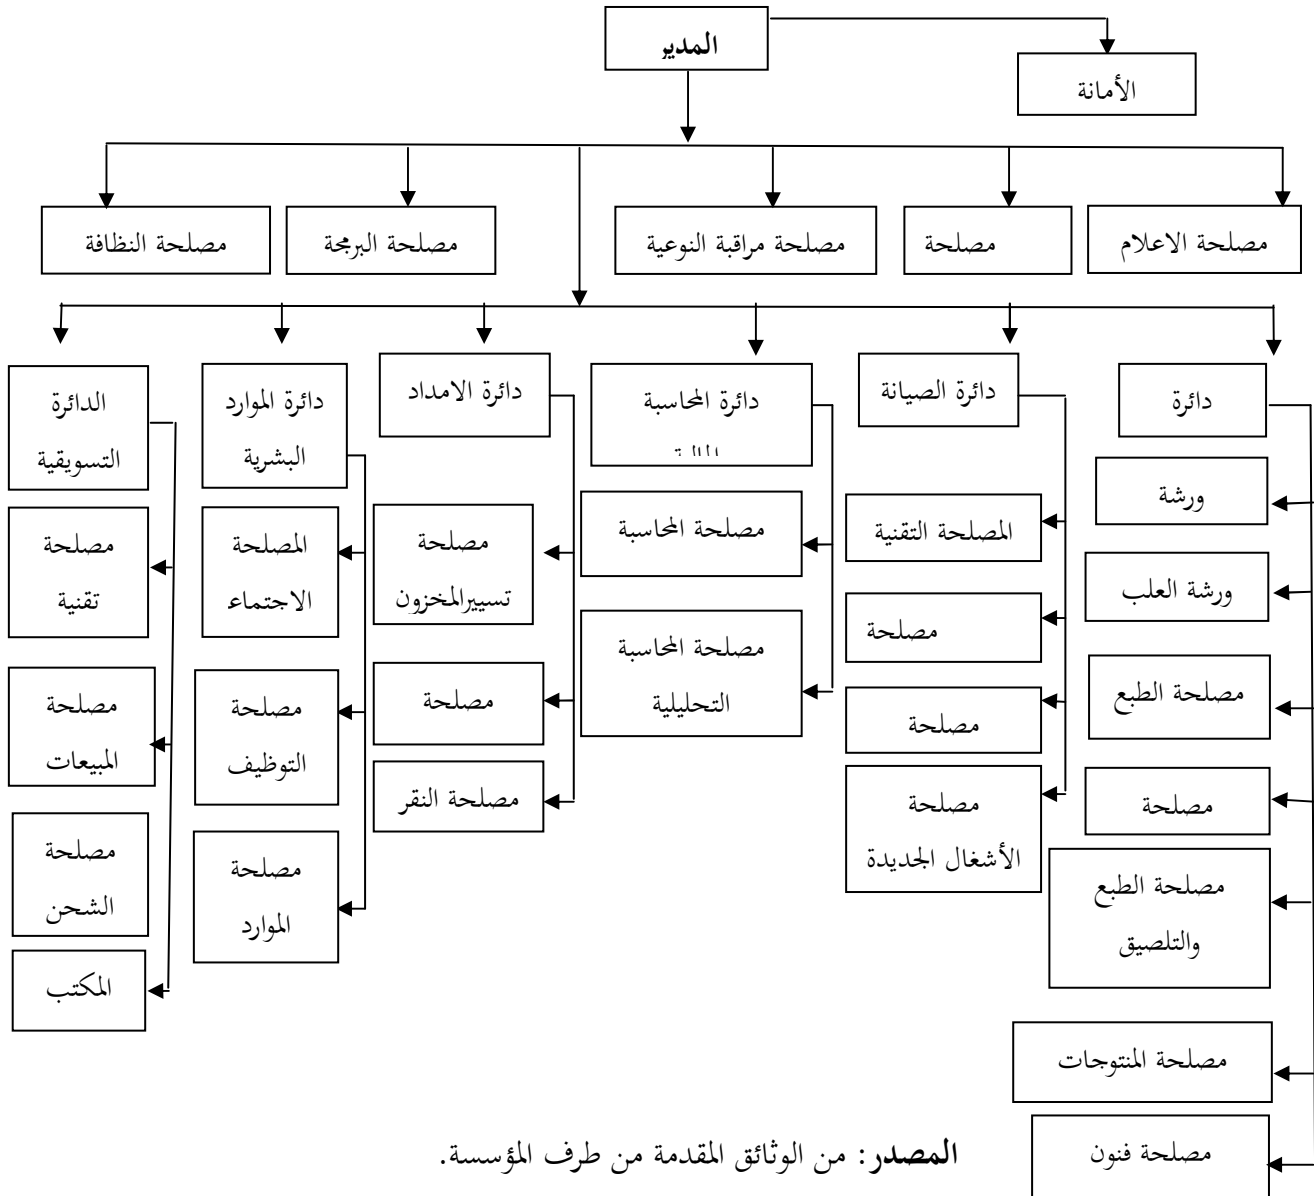 المدير
الأمانة
مصلحة الاعلام
مصلحة
مصلحة مراقبة النوعية
مصلحة البرمجة
مصلحة النظافة
دائرة
ورشة
ورشة العلب
مصلحة الطبع
مصلحة
مصلحة الطبع
والتلصيق
مصلحة المنتوجات
مصلحة فنون
دائرة الصيانة
المصلحة التقنية
مصلحة
مصلحة
مصلحة
الأشغال الجديدة
دائرة المحاسبة
مصلحة المحاسبة
مصلحة المحاسبة
التحليلية
دائرة الامداد
مصلحة
تسييرالمخزون
مصلحة
مصلحة النقر
دائرة الموارد
البشرية
المصلحة
الاجتماء
مصلحة
التوظيف
مصلحة
الموارد
الدائرة
التسويقية
مصلحة
تقنية
مصلحة
المبيعات
مصلحة
الشحن
المكتب
المصدر: من الوثائق المقدمة من طرف المؤسسة.